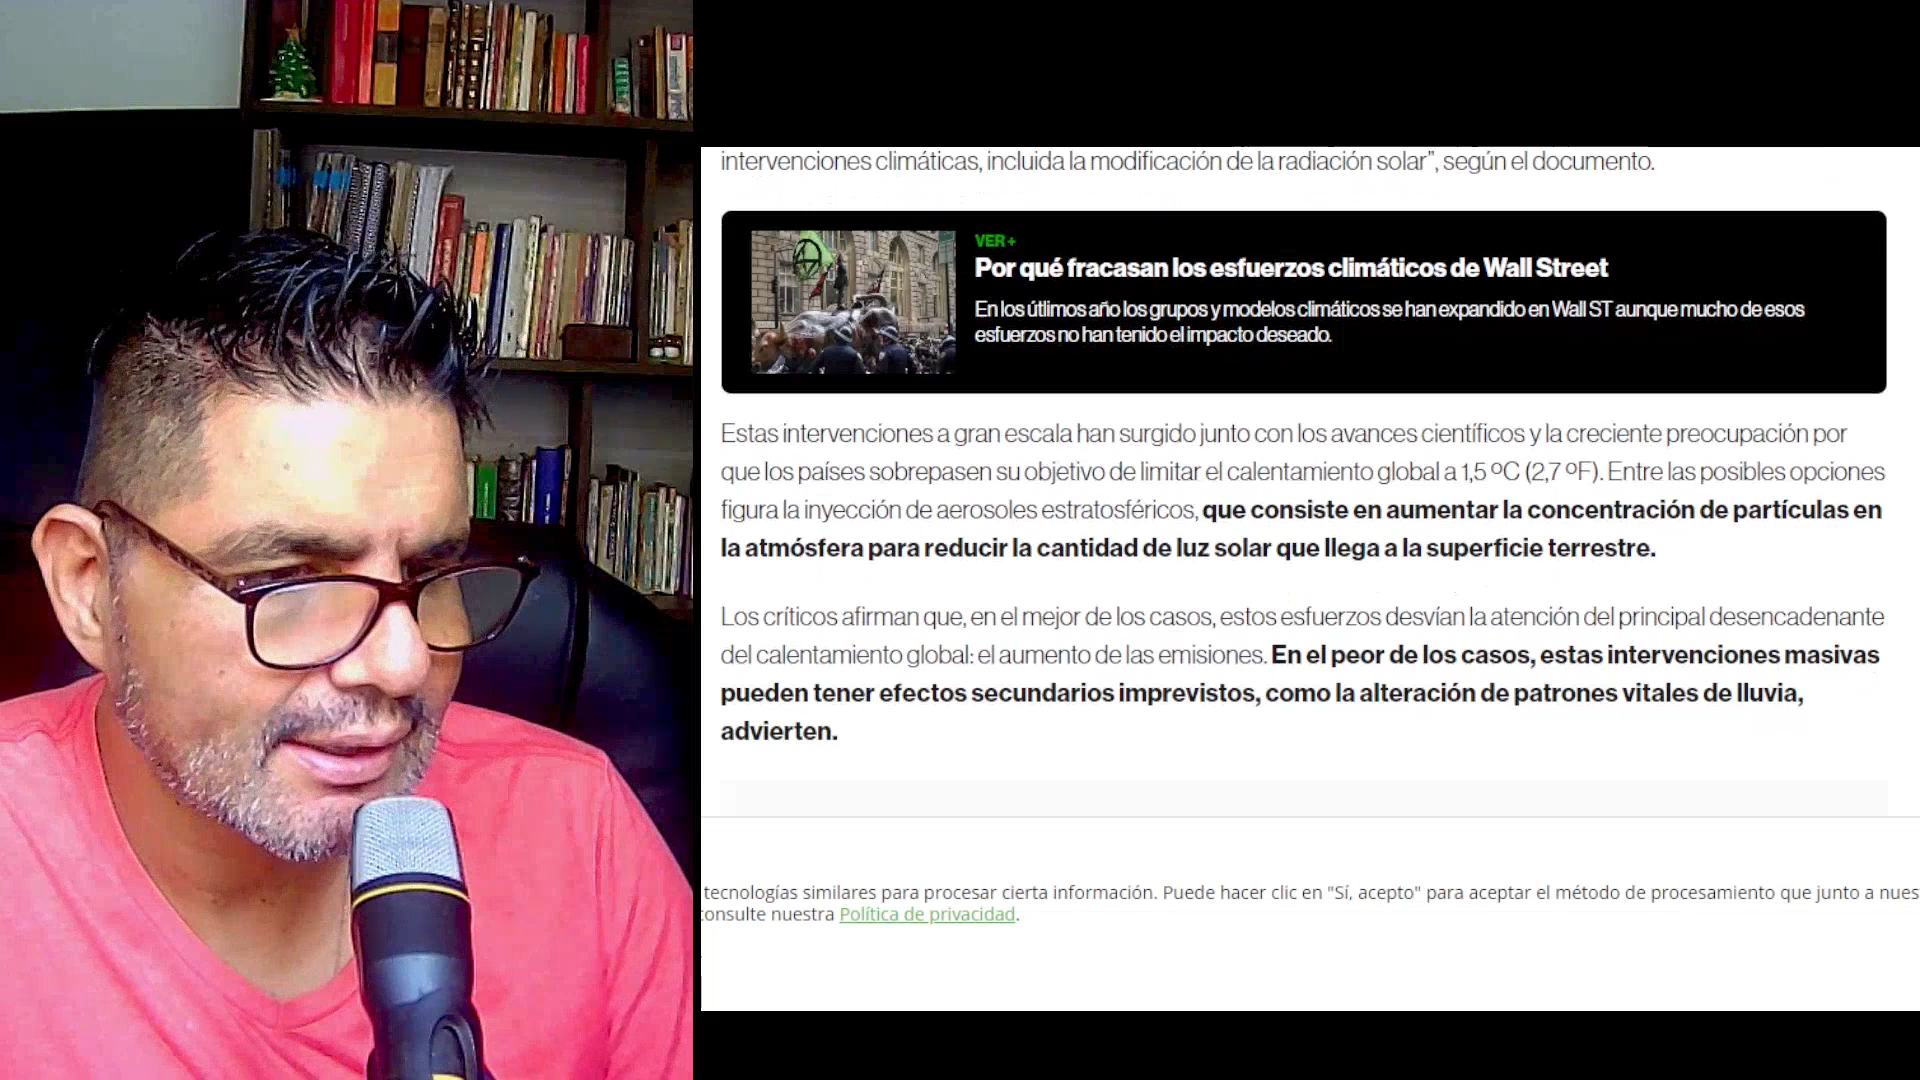 intervenciones climáticas, incluida la modificación de la radiación solar", según el documento.
VER+
Por qué fracasan los esfuerzos climáticos de Wall Street
En los útlimos año los grupos y modelos climáticos se han expandido en Wall ST aunque mucho de esos
esfuerzos no han tenido el impacto deseado.
Estas intervenciones a gran escala han surgido junto con los avances científicos y la creciente preocupación por
que los países sobrepasen su objetivo de limitar el calentamiento global a 1,5 ºC (2,7 ºF). Entre las posibles opciones
figura la inyección de aerosoles estratosféricos, que consiste en aumentar la concentración de partículas en
la atmósfera para reducir la cantidad de luz solar que llega a la superficie terrestre.
Los críticos afirman que, en el mejor de los casos, estos esfuerzos desvían la atención del principal desencadenante
del calentamiento global: el aumento de las emisiones. En el peor de los casos, estas intervenciones masivas
pueden tener efectos secundarios imprevistos, como la alteración de patrones vitales de lluvia,
advierten.
tecnologías similares para procesar cierta información. Puede hacer clic en "Sí, acepto" para aceptar el método de procesamiento que junto a nues
consulte nuestra Política de privacidad.